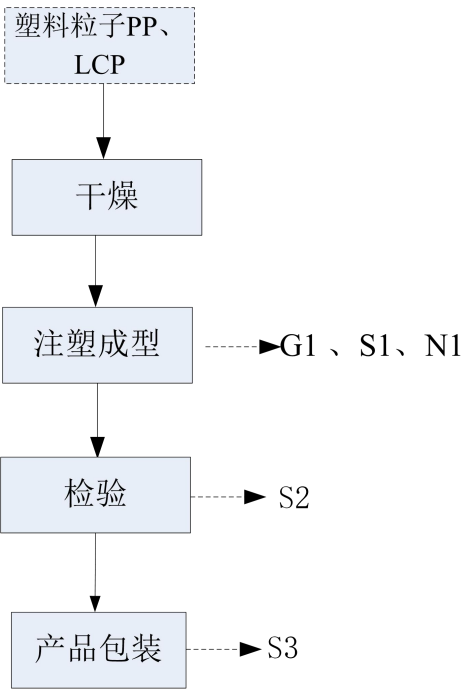 塑料粒子PP、
LCP
干燥
注塑成型
G1 、S1、N1
检验
S2
产品包装
S3